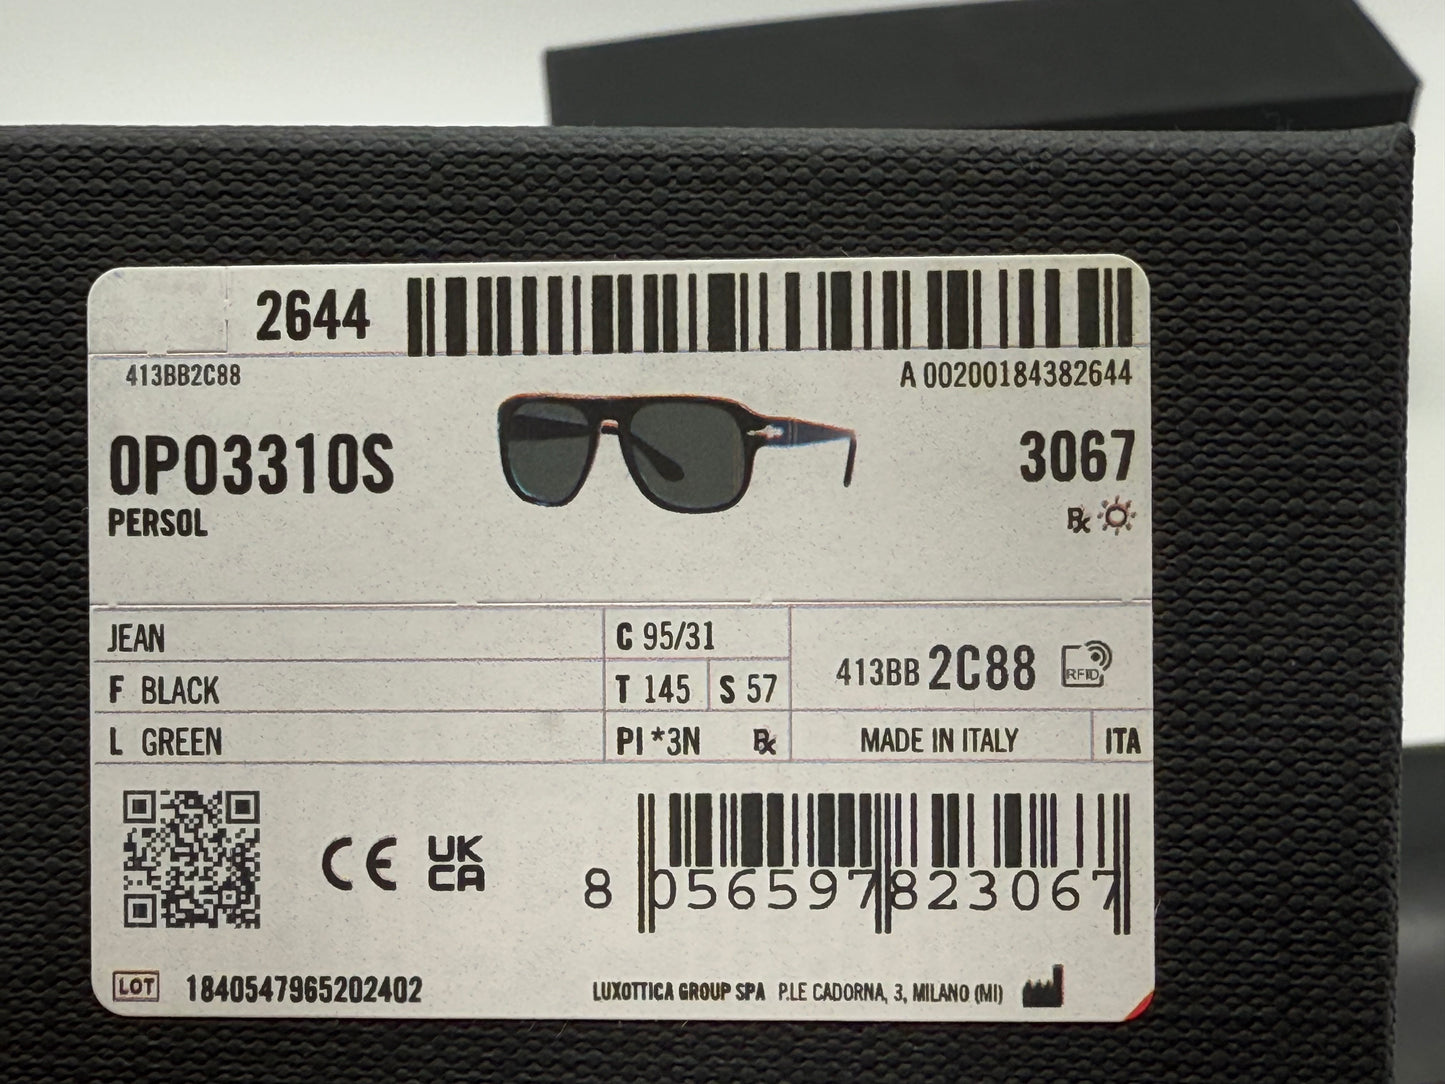 2644
413BB2C88
A 00200184382644
0PO3310S
3067
PERSOL
Rx
JEAN
C 95/31
413BB 2C88
RFID
F BLACK
T 145
S 57
L GREEN
PI *3N
Rx
MADE IN ITALY
ITA
CE
UK
CA
8 056597 823067
LOT
1840547965202402
LUXOTTICA GROUP SPA P.LE CADORNA, 3, MILANO (MI)